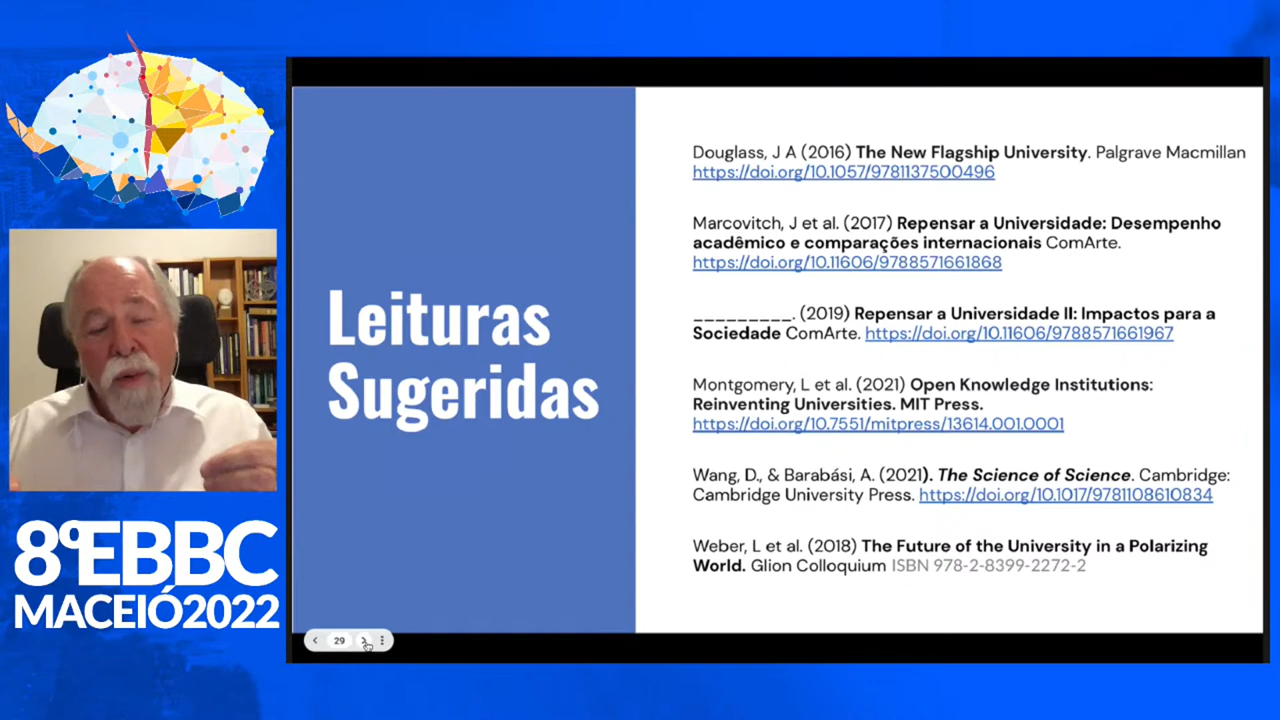 8ºEBBC
MACEIÓ2022
Leituras
Sugeridas
Douglass, J A (2016) The New Flagship University. Palgrave Macmillan
https://doi.org/10.1057/9781137500496
Marcovitch, J et al. (2017) Repensar a Universidade: Desempenho
acadêmico e comparações internacionais ComArte.
https://doi.org/10.11606/9788571661868
_________. (2019) Repensar a Universidade II: Impactos para a
Sociedade ComArte. https://doi.org/10.11606/9788571661967
Montgomery, L et al. (2021) Open Knowledge Institutions:
Reinventing Universities. MIT Press.
https://doi.org/10.7551/mitpress/13614.001.0001
Wang, D., & Barabási, A. (2021). The Science of Science. Cambridge:
Cambridge University Press. https://doi.org/10.1017/9781108610834
Weber, L et al. (2018) The Future of the University in a Polarizing
World. Glion Colloquium ISBN 978-2-8399-2272-2
29